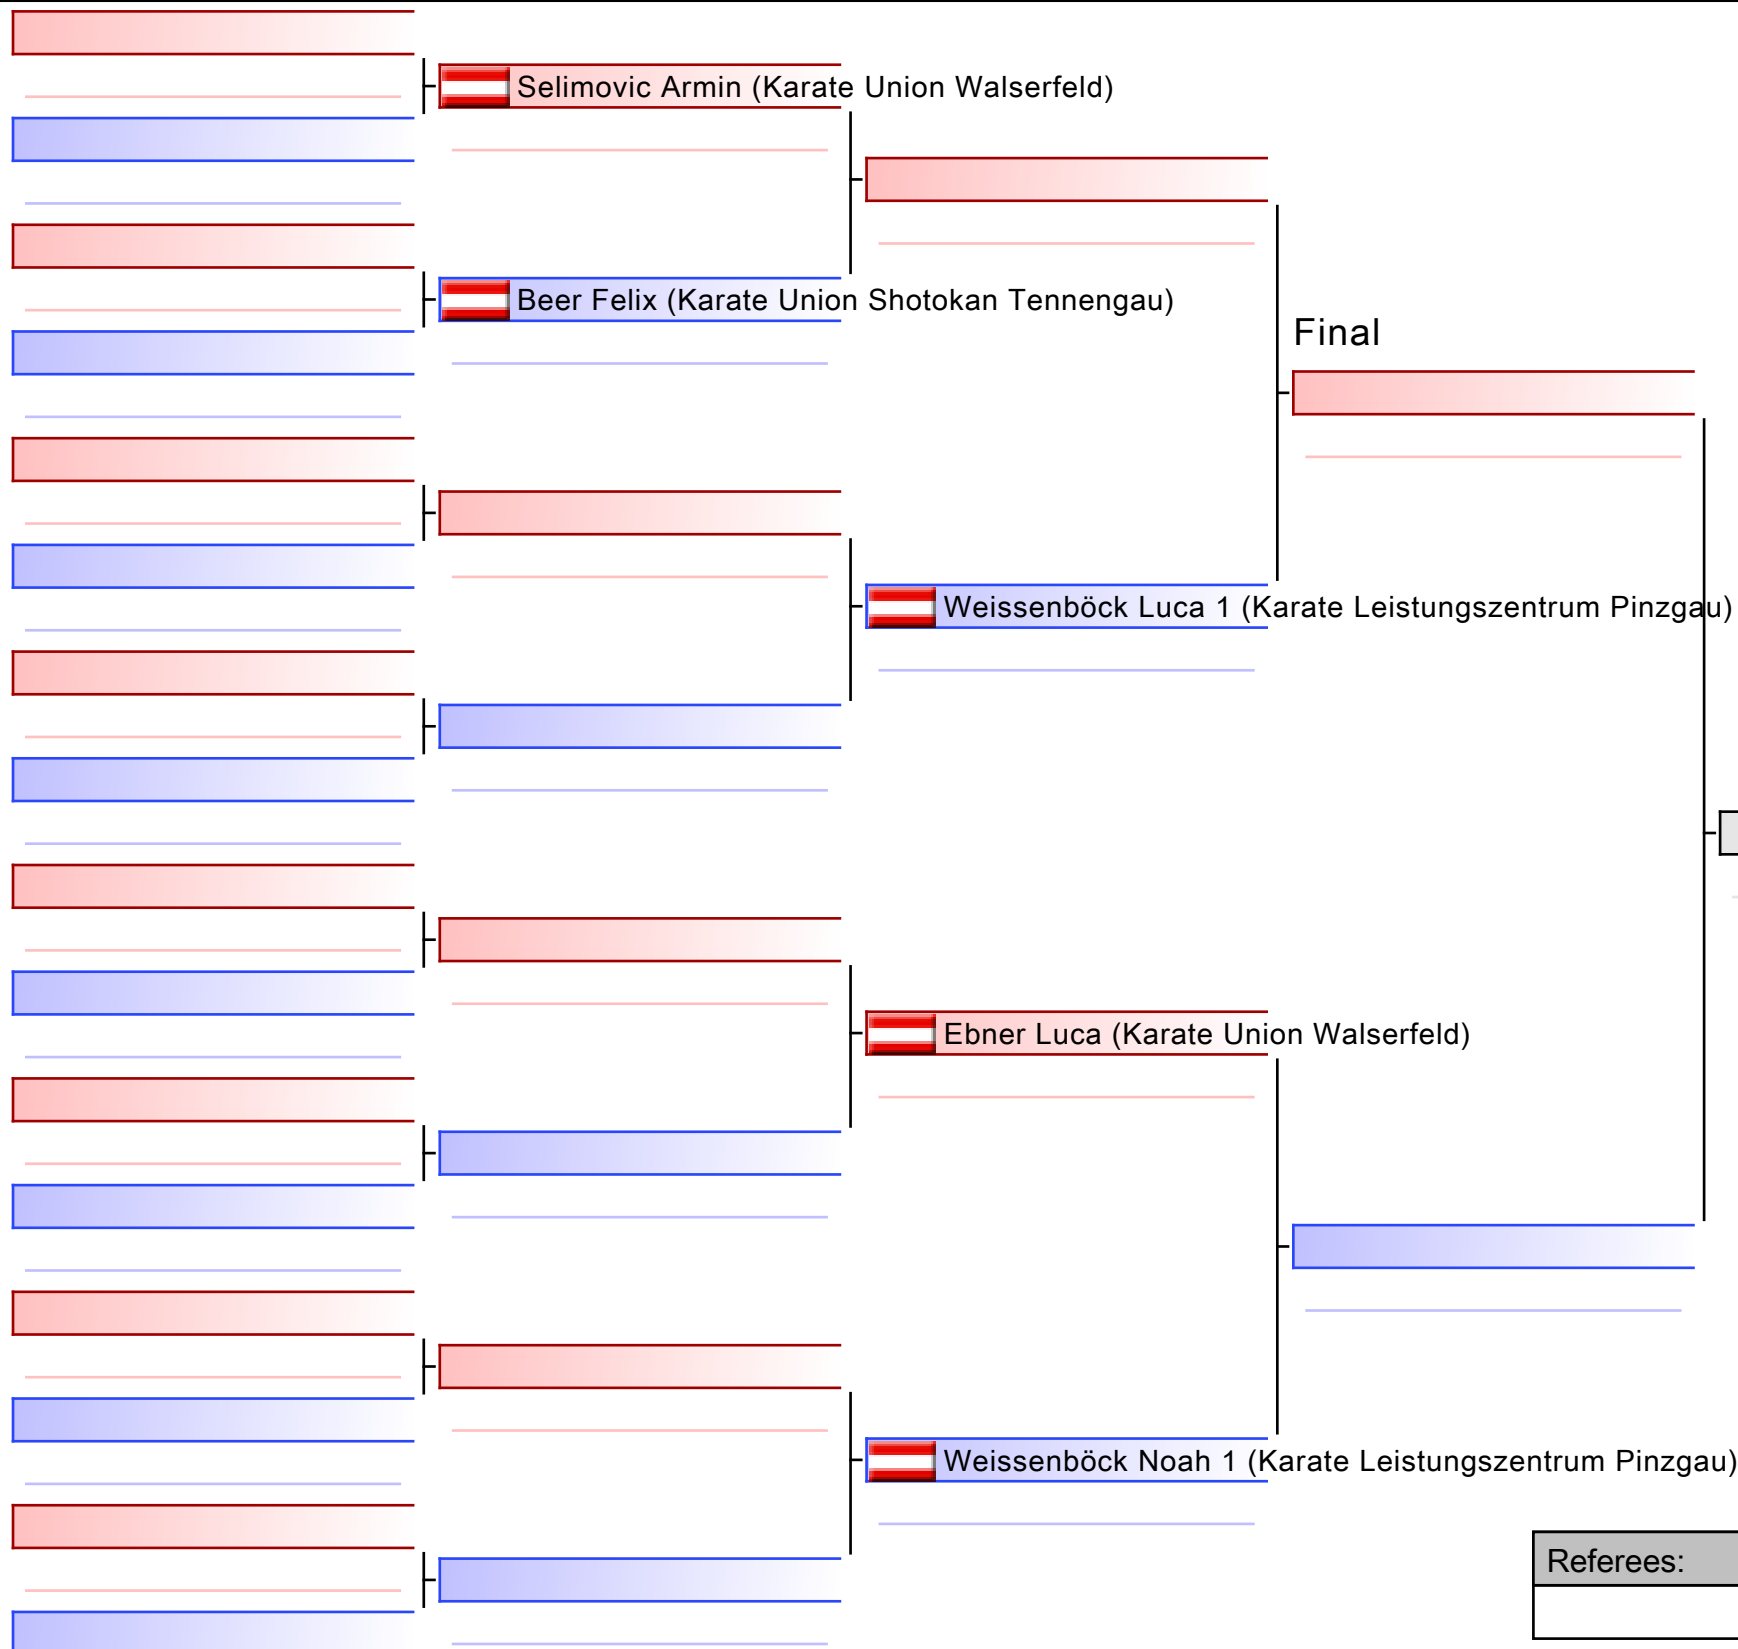 Selimovic Armin (Karate Union Walserfeld)
Beer Felix (Karate Union Shotokan Tennengau)
Final
Weissenböck Luca 1 (Karate Leistungszentrum Pinzgau)
Ebner Luca (Karate Union Walserfeld)
Weissenböck Noah 1 (Karate Leistungszentrum Pinzgau)
Referees: